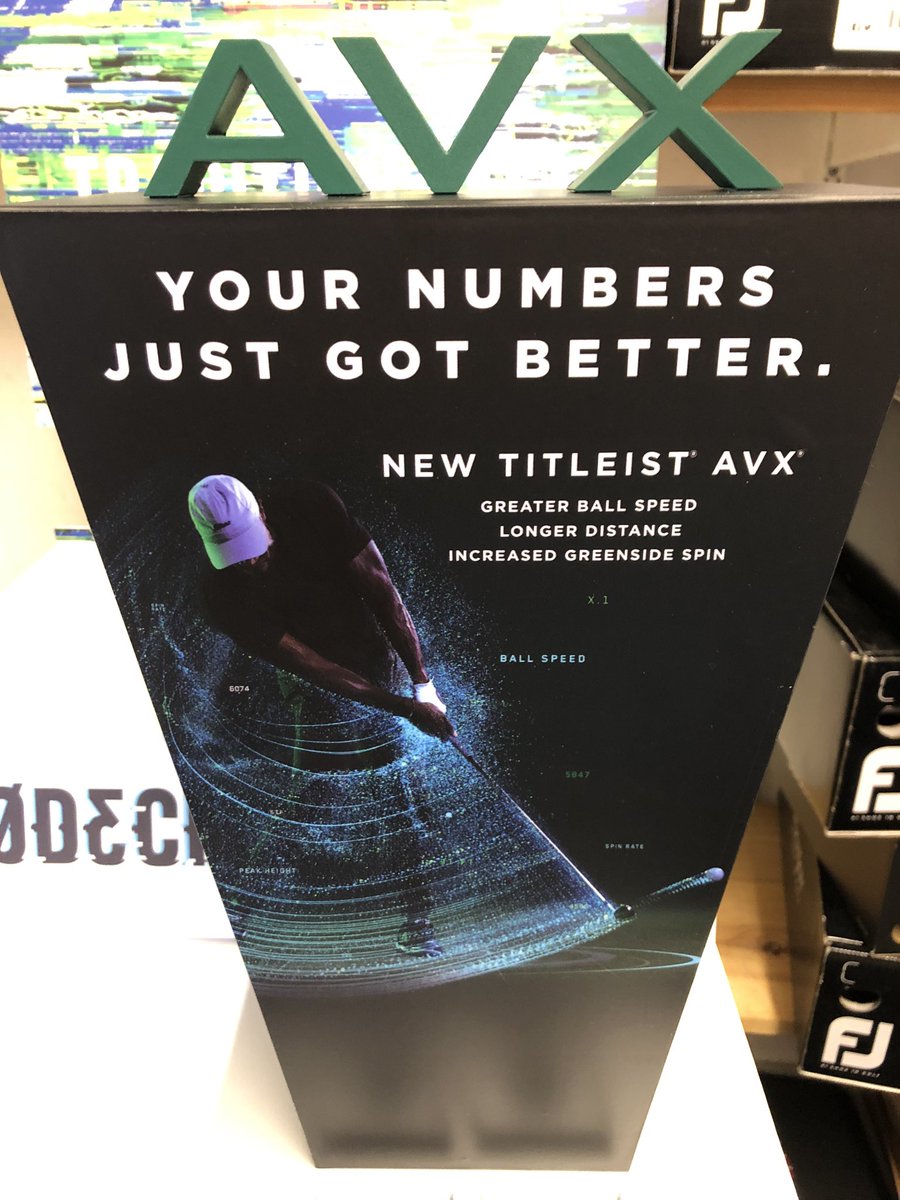 AVX
YOUR NUMBERS
JUST GOT BETTER.
NEW TITLEIST® AVX®
GREATER BALL SPEED
LONGER DISTANCE
INCREASED GREENSIDE SPIN
X.1
BALL SPEED
6074
5847
SPIN RATE
PEAK HEIGHT
FJ
FJ
FJ